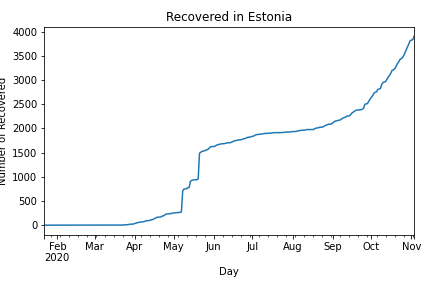 Recovered in Estonia
Number of Recovered
4000
3500
3000
2500
2000
1500
1000
500
0
Feb Mar Apr May Jun Jul Aug Sep Oct Nov
2020
Day